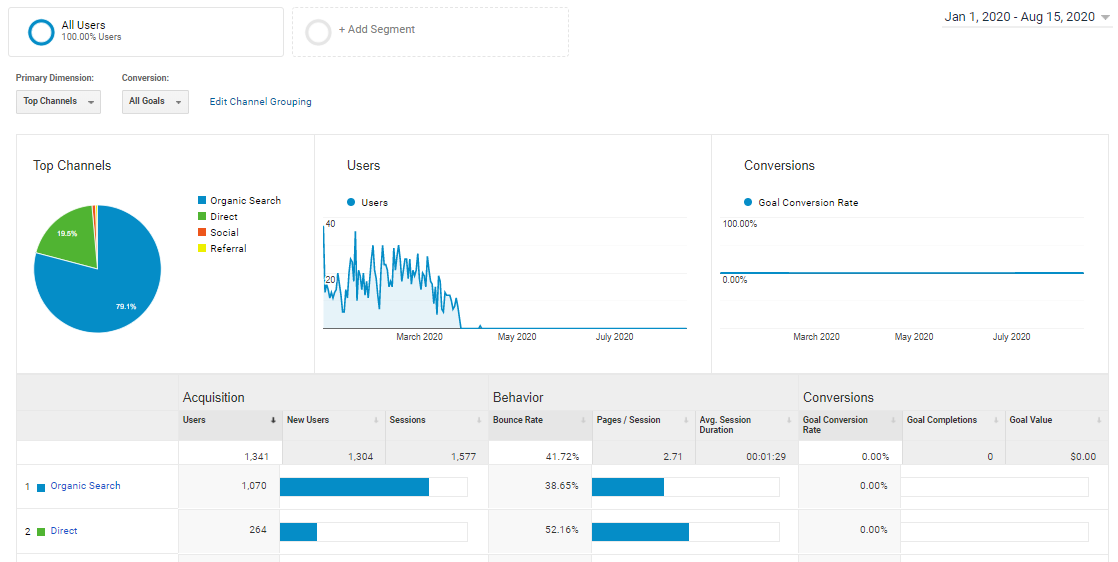 All Users
100.00% Users
+ Add Segment
Jan 1, 2020 - Aug 15, 2020
Primary Dimension:
Conversion:
Top Channels
All Goals
Edit Channel Grouping
Top Channels
Organic Search
Direct
Social
Referral
19.5%
79.1%
Users
Users
40
20
March 2020
May 2020
July 2020
Conversions
Goal Conversion Rate
100.00%
0.00%
March 2020
May 2020
July 2020
Acquisition
Behavior
Conversions
Users
New Users
Sessions
Bounce Rate
Pages / Session
Avg. Session
Duration
Goal Conversion
Rate
Goal Completions
Goal Value
1,341
1,304
1,577
41.72%
2.71
00:01:29
0.00%
0
$0.00
1 Organic Search
1,070
38.65%
0.00%
2 Direct
264
52.16%
0.00%